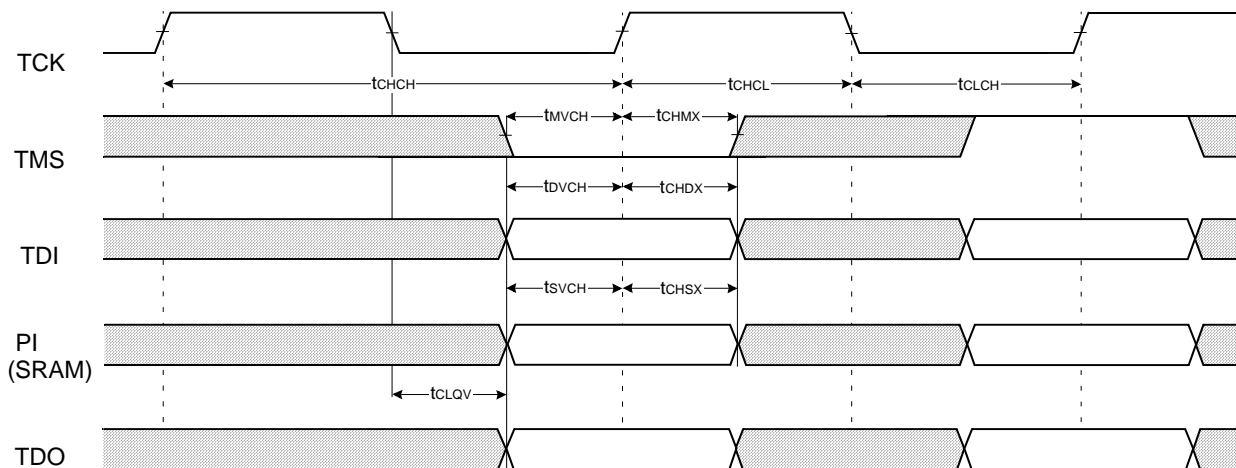 TCK
tCHCH
tCHCL
tCLCH
tMVCH
tCHMX
TMS
tDVCH
tCHDX
TDI
tSVCH
tCHSX
PI
(SRAM)
tCLQV
TDO